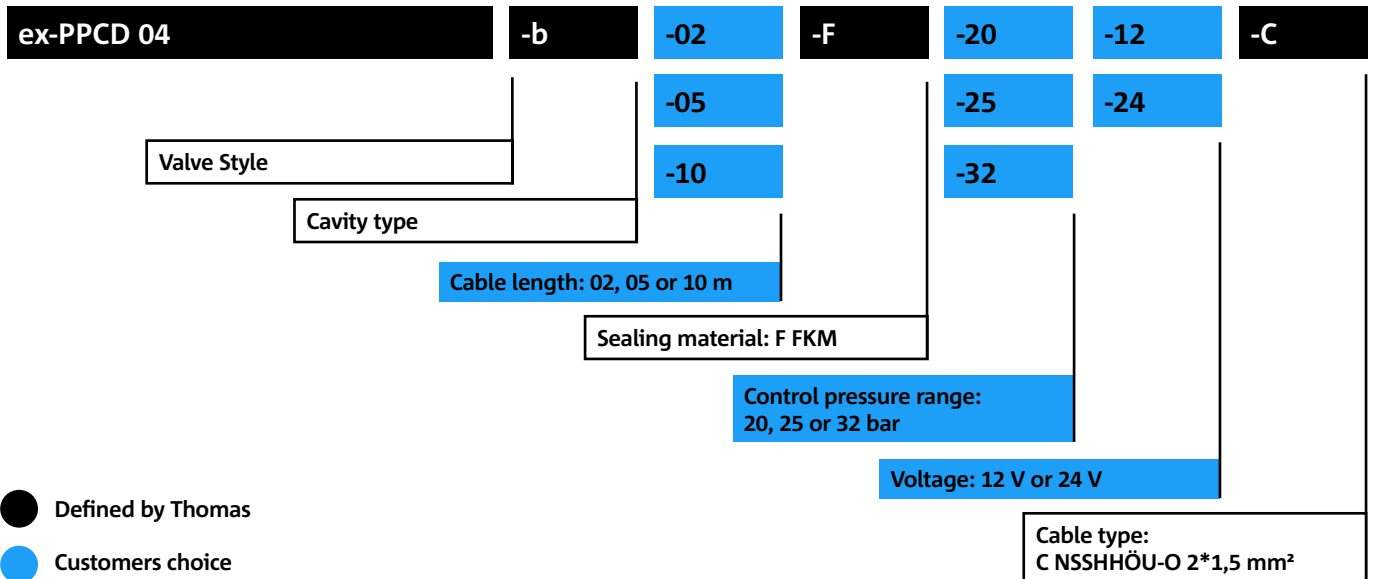 ex-PPCD 04 -b -02 -F -20 -12 -C
-05 -25 -24
Valve Style
-10 -32
Cavity type
Cable length: 02, 05 or 10 m
Sealing material: F FKM
Control pressure range:
20, 25 or 32 bar
Voltage: 12 V or 24 V
Defined by Thomas
Cable type:
C NSSHHÖU-O 2*1,5 mm²
Customers choice